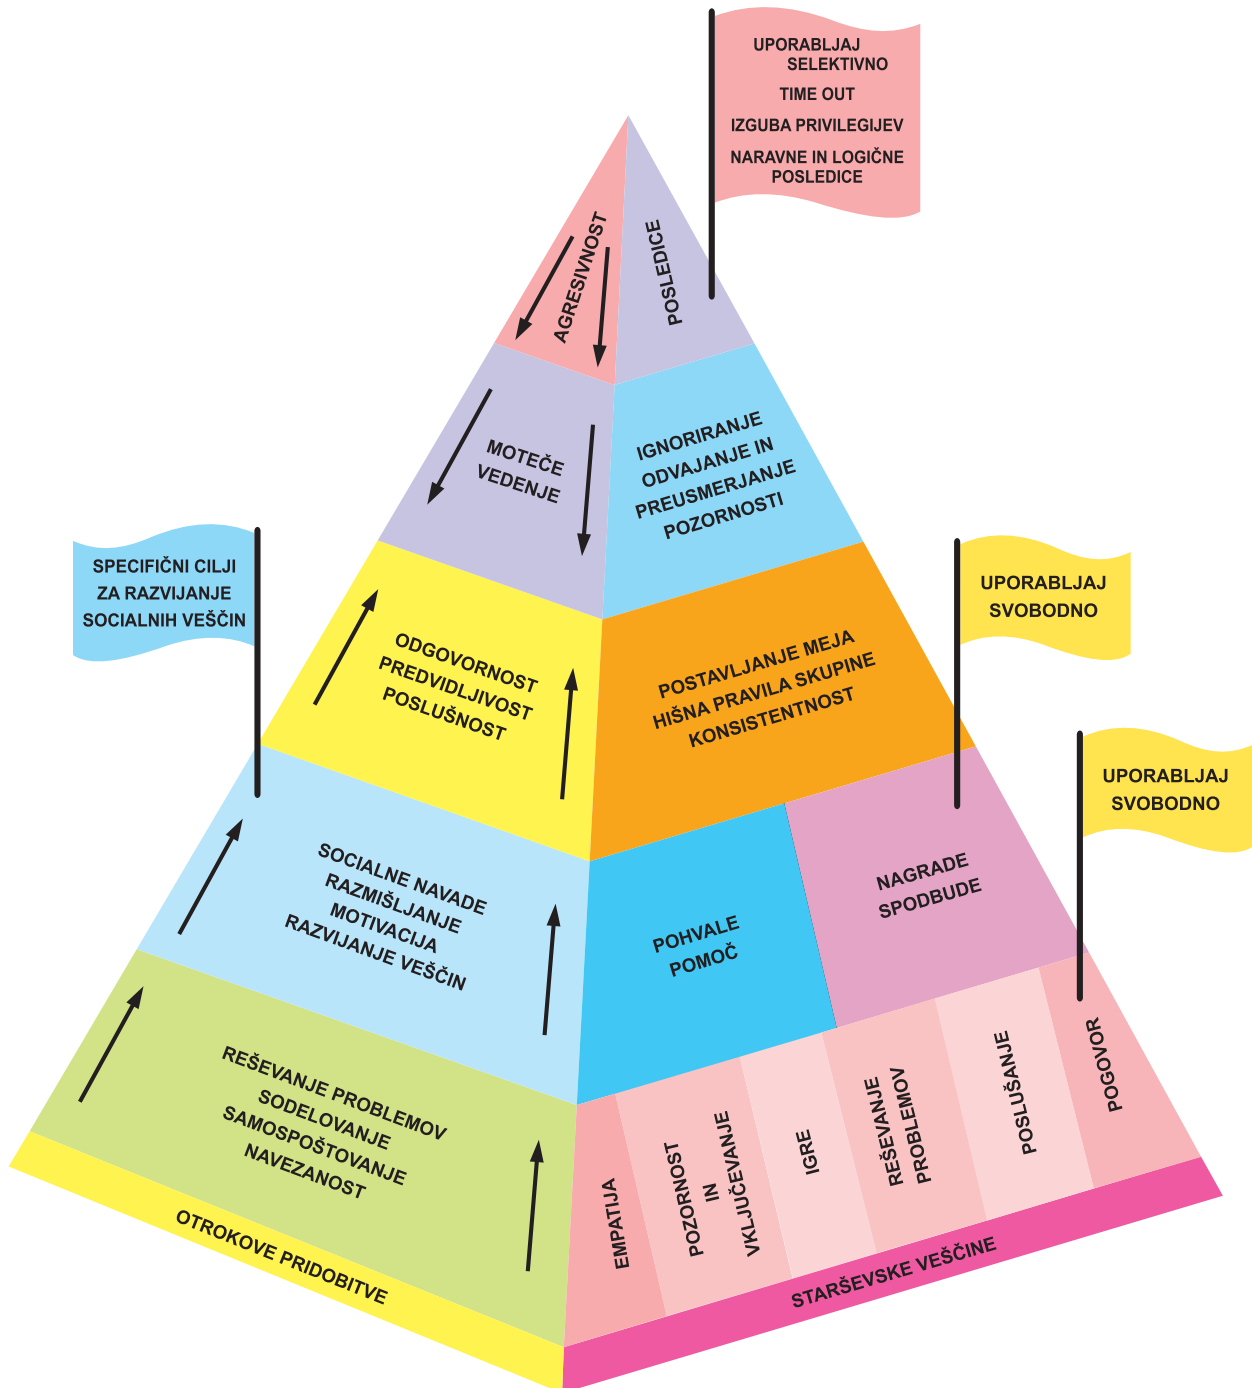 UPORABLJAJ
SELEKTIVNO
TIME OUT
IZGUBA PRIVILEGIJEV
NARAVNE IN LOGIČNE
POSLEDICE
AGRESIVNOST
POSLEDICE
MOTEČE
VEDENJE
IGNORIRANJE
ODVAJANJE IN
PREUSMERJANJE
POZORNOSTI
SPECIFIČNI CILJI
ZA RAZVIJANJE
SOCIALNIH VEŠČIN
UPORABLJAJ
SVOBODNO
ODGOVORNOST
PREDVIDLJIVOST
POSLUŠNOST
POSTAVLJANJE MEJA
HIŠNA PRAVILA SKUPINE
KONSISTENTNOST
UPORABLJAJ
SVOBODNO
SOCIALNE NAVADE
RAZMIŠLJANJE
MOTIVACIJA
RAZVIJANJE VEŠČIN
POHVALE
POMOČ
NAGRADE
SPODBUDE
REŠEVANJE PROBLEMOV
SODELOVANJE
SAMOSPOŠTOVANJE
NAVEZANOST
EMPATIJA
POZORNOST
IN
VKLJUČEVANJE
IGRE
REŠEVANJE
PROBLEMOV
POSLUŠANJE
POGOVOR
OTROKOVE PRIDOBITVE
STARŠEVSKE VEŠČINE